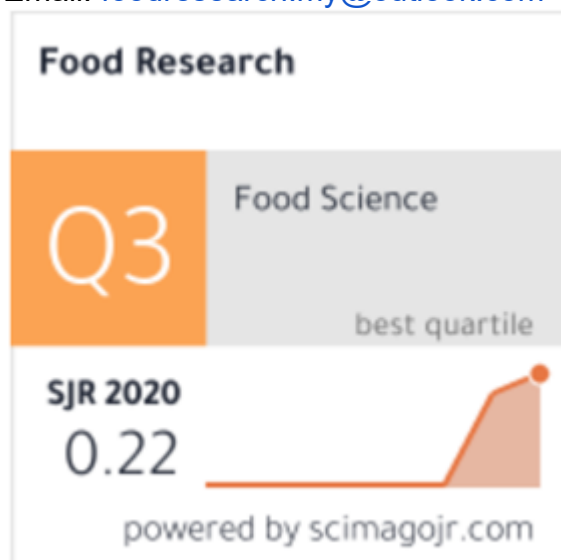 Food Research
Q3
Food Science
best quartile
SJR 2020
0.22
powered by scimagojr.com